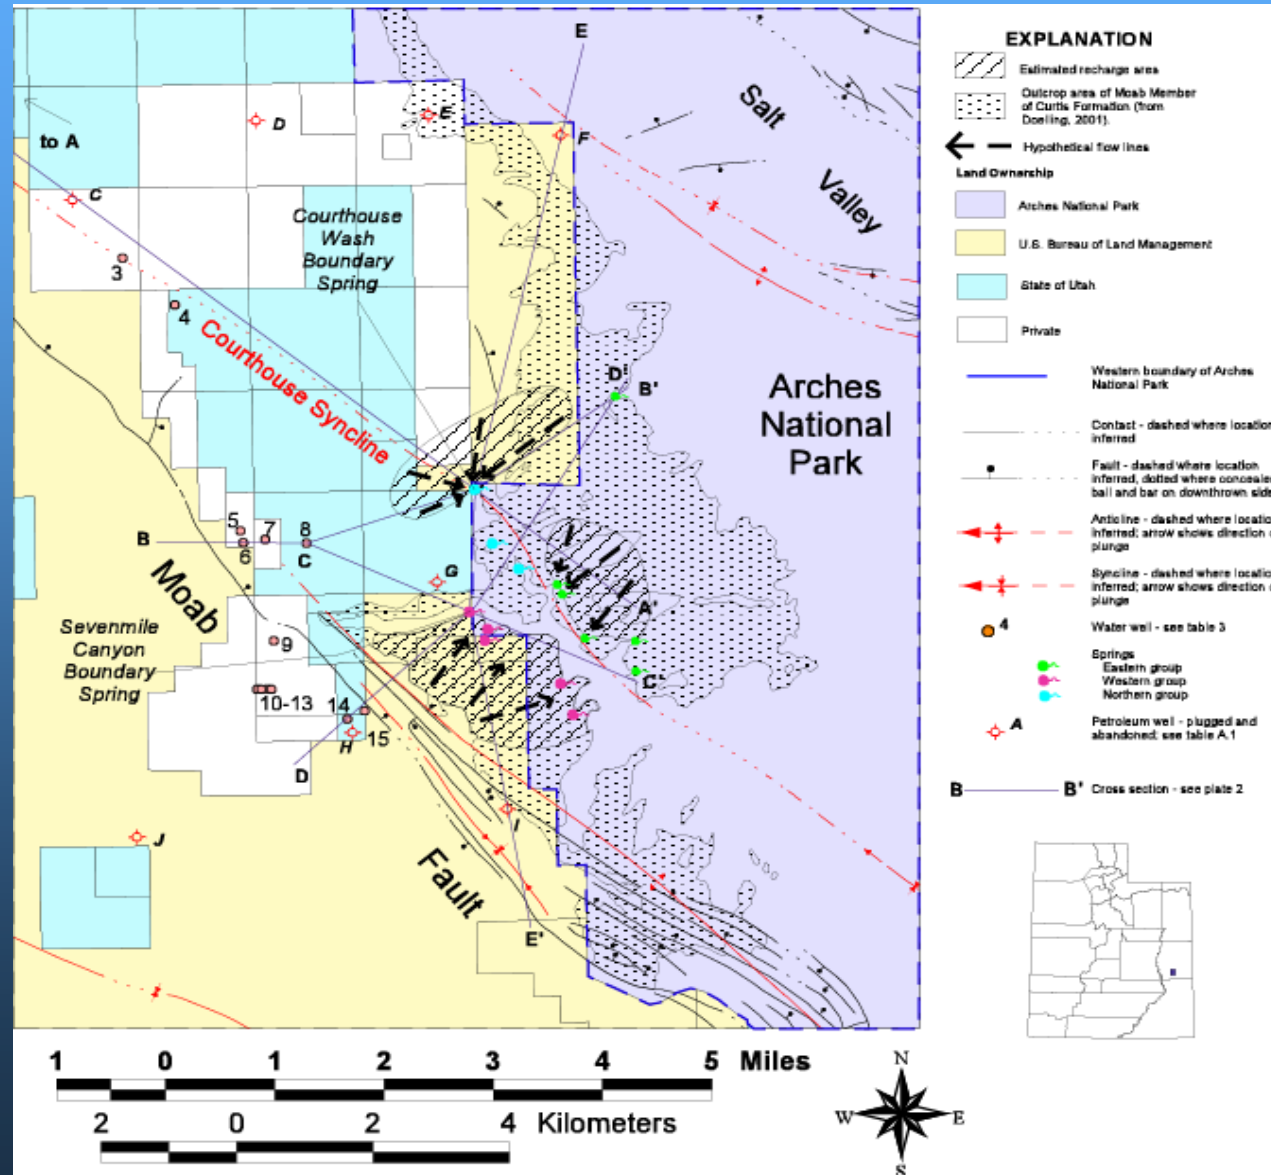 E
Salt
Valley
to A
D
E
F
C
3
4
Courthouse
Wash
Boundary
Spring
Courthouse Syncline
D'
B'
Arches
National
Park
B
5
6
7
8
C
G
Moab
A'
C'
Sevenmile
Canyon
Boundary
Spring
9
10-13
14
15
H
D
I
J
Fault
E'
EXPLANATION
Estimated recharge area
Outcrop area of Moab Member
of Curtis Formation (from
Doelling, 2001).
Hypothetical flow lines
Land Ownership
Arches National Park
U.S. Bureau of Land Management
State of Utah
Private
Western boundary of Arches
National Park
Contact - dashed where location
inferred
Fault - dashed where location
inferred, dotted where concealed
ball and bar on downthrown side
Anticline - dashed where location
inferred; arrow shows direction o
plunge
Syncline - dashed where location
inferred; arrow shows direction o
plunge
4
Water well - see table 3
Springs
Eastern group
Western group
Northern group
A
Petroleum well - plugged and
abandoned; see table A.1
B
B'
Cross section - see plate 2
1 0 1 2 3 4 5 Miles
2 0 2 4 Kilometers
N
W
E
S